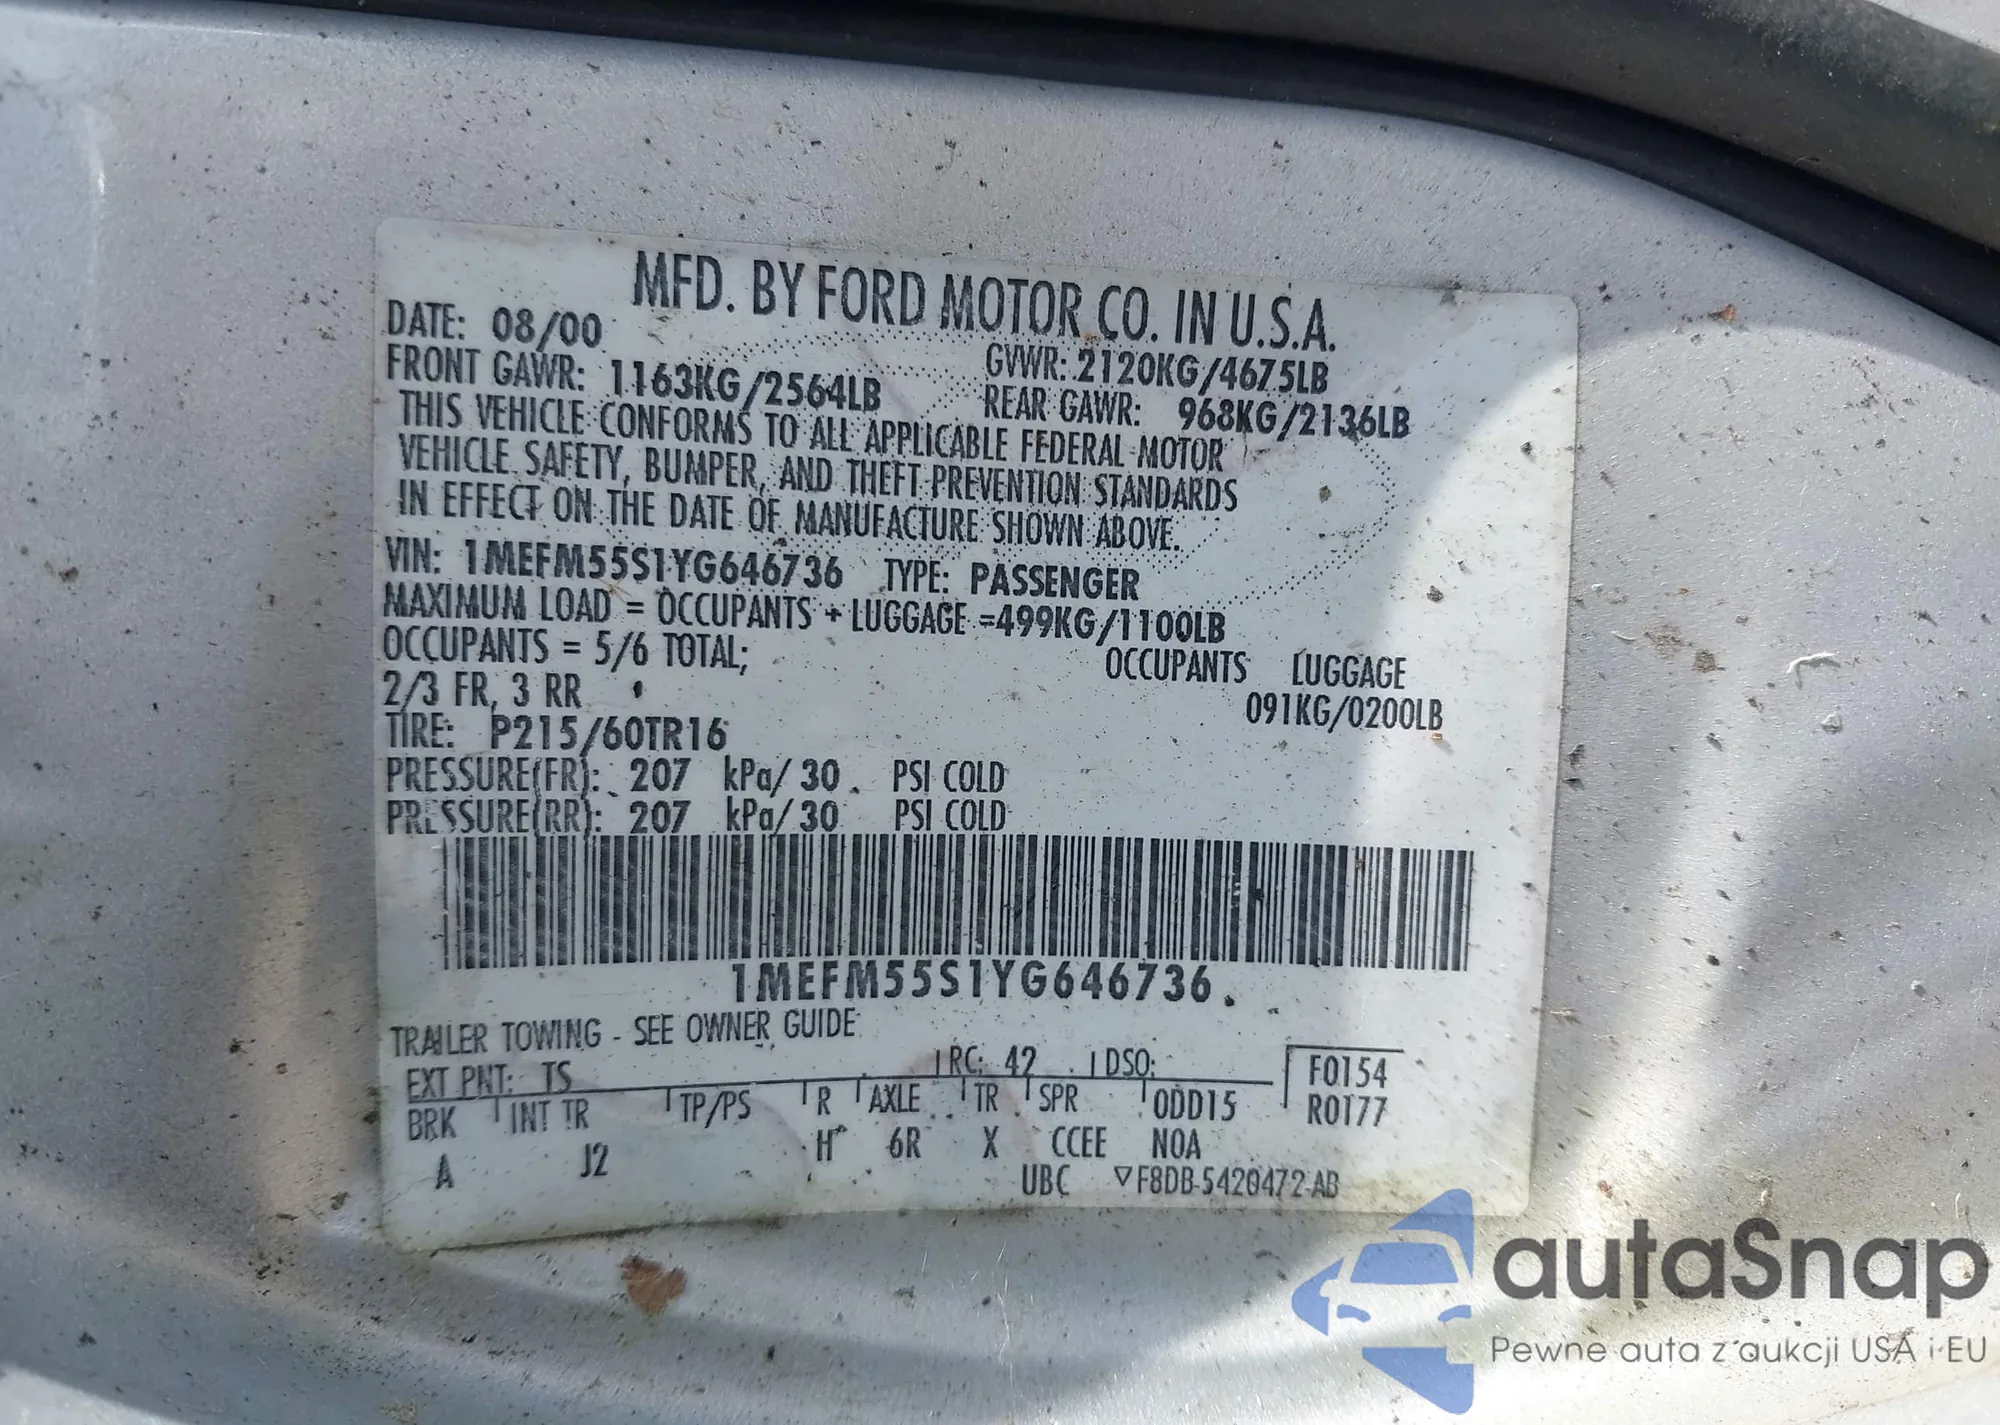 MFD. BY FORD MOTOR CO. IN U.S.A.
DATE: 08/00
GVWR: 2120KG/4675LB
FRONT GAWR: 1163KG/2564LB REAR GAWR: 968KG/2136LB
THIS VEHICLE CONFORMS TO ALL APPLICABLE FEDERAL MOTOR
VEHICLE SAFETY, BUMPER, AND THEFT PREVENTION STANDARDS
IN EFFECT ON THE DATE OF MANUFACTURE SHOWN ABOVE.
VIN: 1MEFM55S1YG646736 TYPE: PASSENGER
MAXIMUM LOAD = OCCUPANTS + LUGGAGE =499KG/1100LB
OCCUPANTS = 5/6 TOTAL; OCCUPANTS LUGGAGE
2/3 FR, 3 RR 091KG/0200LB
TIRE: P215/60TR16
PRESSURE(FR): 207 kPa/ 30 PSI COLD
PRESSURE(RR): 207 kPa/ 30 PSI COLD
1MEFM55S1YG646736
TRAILER TOWING - SEE OWNER GUIDE
EXT PNT: TS RC: 42 DSO: F0154
BRK INT TR TP/PS R AXLE TR SPR 0DD15 R0177
A J2 H 6R X CCEE N0A
UBC ▽F8DB-5420472-AB
autaSnap
Pewne auta z aukcji USA i EU